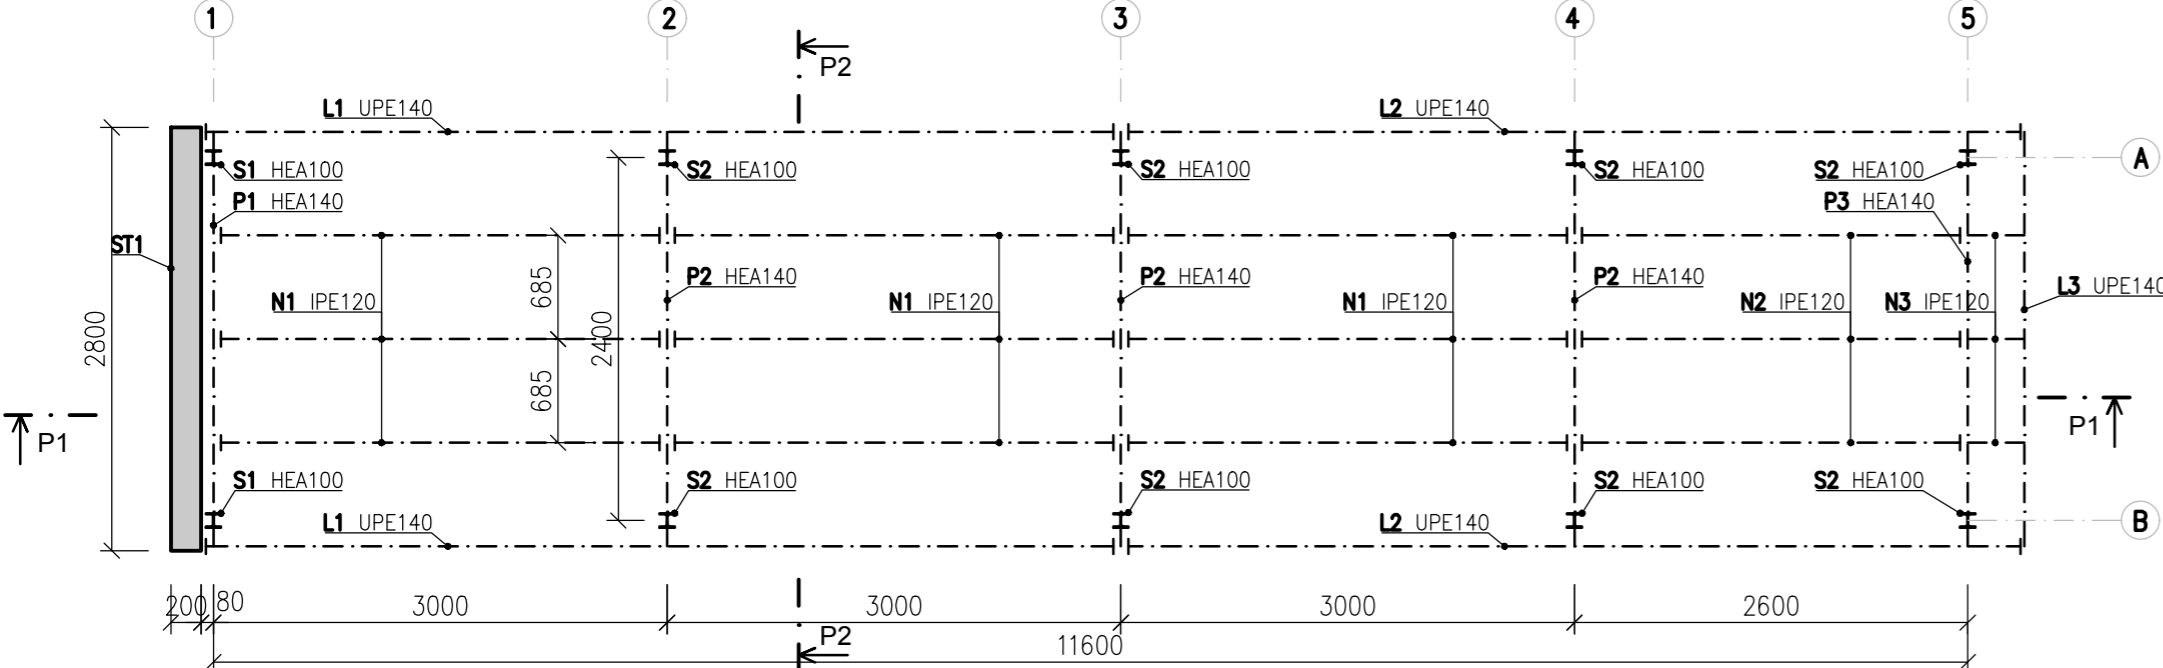 1 2 3 4 5
P2
L1 UPE140 L2 UPE140
A
S1 HEA100 S2 HEA100 S2 HEA100 S2 HEA100 S2 HEA100
P1 HEA140 P3 HEA140
ST1
685 P2 HEA140 P2 HEA140 P2 HEA140
N1 IPE120 N1 IPE120 N1 IPE120 N2 IPE120 N3 IPE120 L3 UPE140
2800 2400
685
P1 P1
S1 HEA100 S2 HEA100 S2 HEA100 S2 HEA100 S2 HEA100
L1 UPE140 L2 UPE140
B
200 80 3000 3000 3000 2600
P2
11600